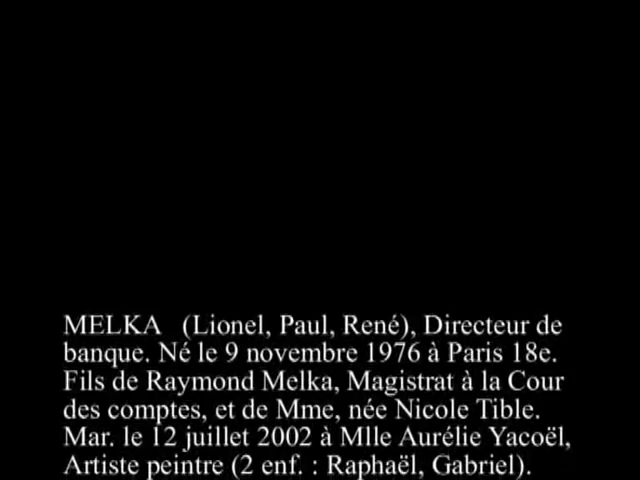 MELKA (Lionel, Paul, René), Directeur de
banque. Né le 9 novembre 1976 à Paris 18e.
Fils de Raymond Melka, Magistrat à la Cour
des comptes, et de Mme, née Nicole Tible.
Mar. le 12 juillet 2002 à Mlle Aurélie Yacoël,
Artiste peintre (2 enf. : Raphaël, Gabriel).